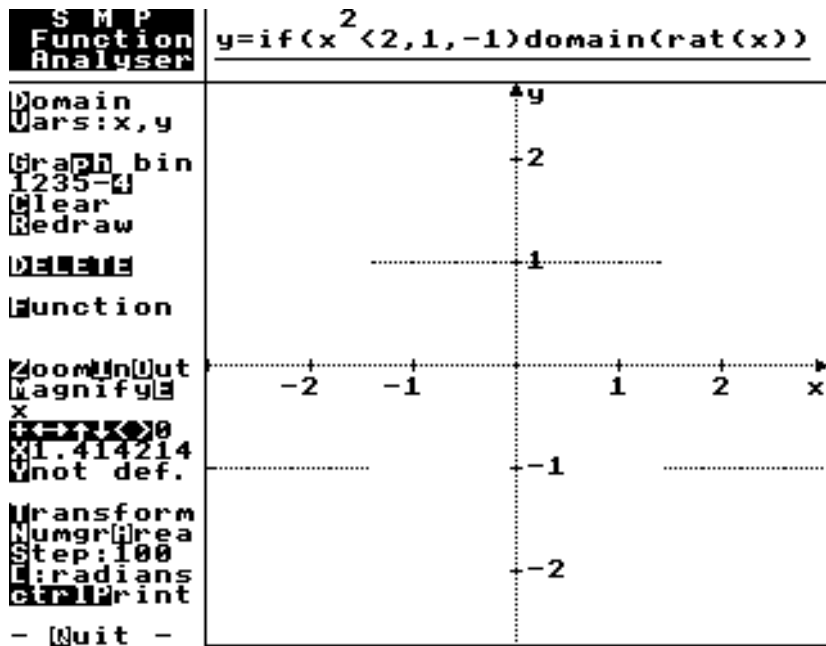 S M P
Function
Analyser
y=if(x²<2,1,-1)domain(rat(x))
Domain
Vars:x,y
Graph bin
1235-4
Clear
Redraw
DELETE
Function
ZoomInOut
MagnifyE
x
+↔↑↓<>0
X1.414214
Ynot def.
Transform
NumgrArea
Step:100
C:radians
ctrlPrint
- Quit -
y
2
1
-2
-1
1
2
x
-1
-2